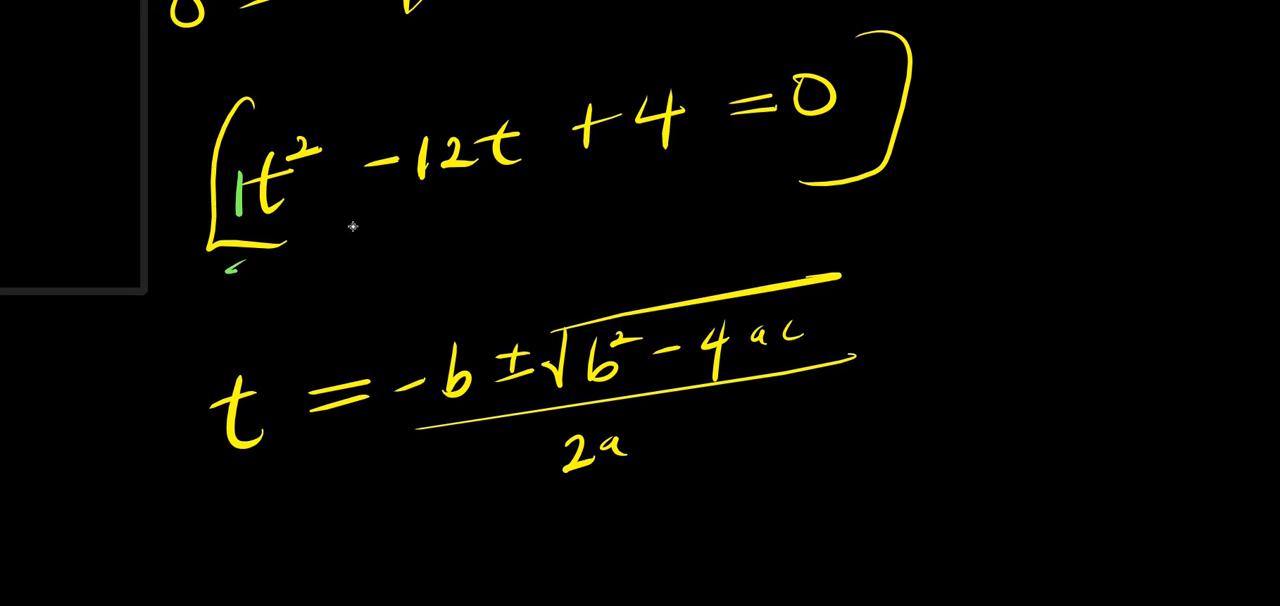 1t² - 12t + 4 = 0
t = -b ± √b² - 4ac / 2a